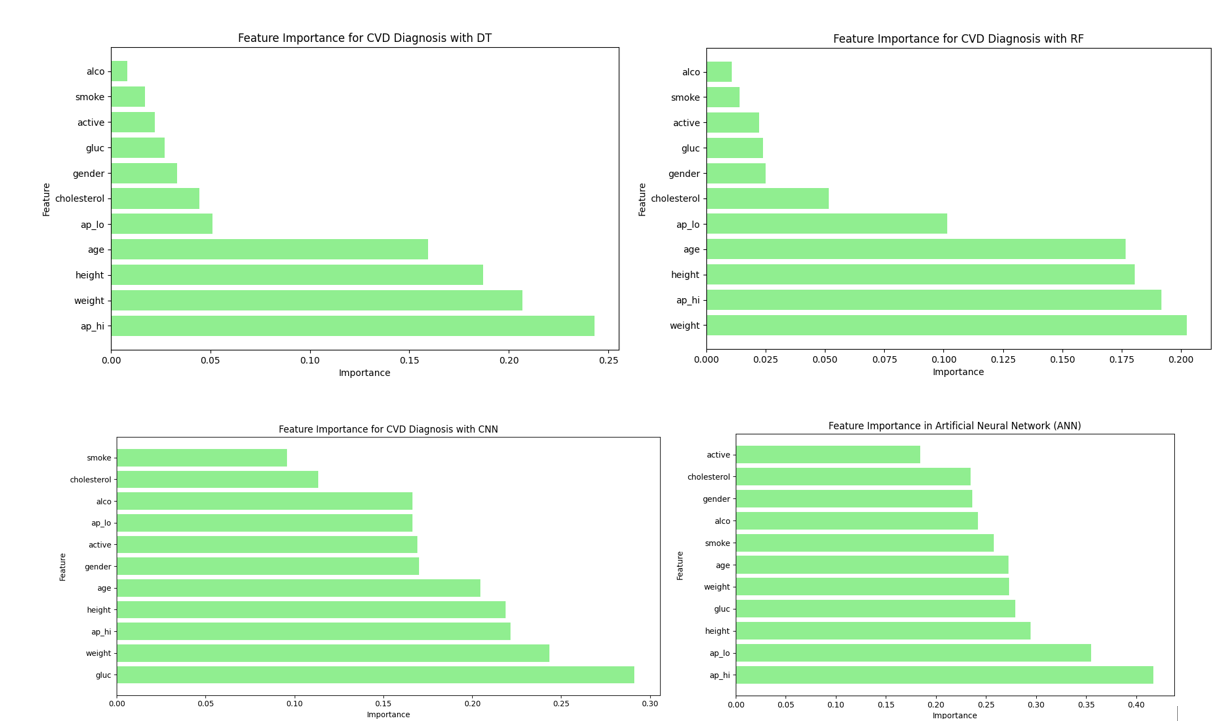 Feature Importance for CVD Diagnosis with DT
alco
smoke
active
gluc
gender
cholesterol
ap_lo
age
height
weight
ap_hi
Feature
0.00 0.05 0.10 0.15 0.20 0.25
Importance
Feature Importance for CVD Diagnosis with RF
alco
smoke
active
gluc
gender
cholesterol
ap_lo
age
height
ap_hi
weight
Feature
0.000 0.025 0.050 0.075 0.100 0.125 0.150 0.175 0.200
Importance
Feature Importance for CVD Diagnosis with CNN
smoke
cholesterol
alco
ap_lo
active
gender
age
height
ap_hi
weight
gluc
Feature
0.00 0.05 0.10 0.15 0.20 0.25 0.30
Importance
Feature Importance in Artificial Neural Network (ANN)
active
cholesterol
gender
alco
smoke
age
weight
gluc
height
ap_lo
ap_hi
Feature
0.00 0.05 0.10 0.15 0.20 0.25 0.30 0.35 0.40
Importance